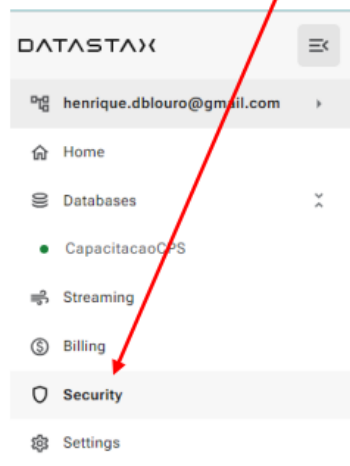 DATASTAX
henrique.dblouro@gmail.com
Home
Databases
CapacitacaoCPS
Streaming
Billing
Security
Settings